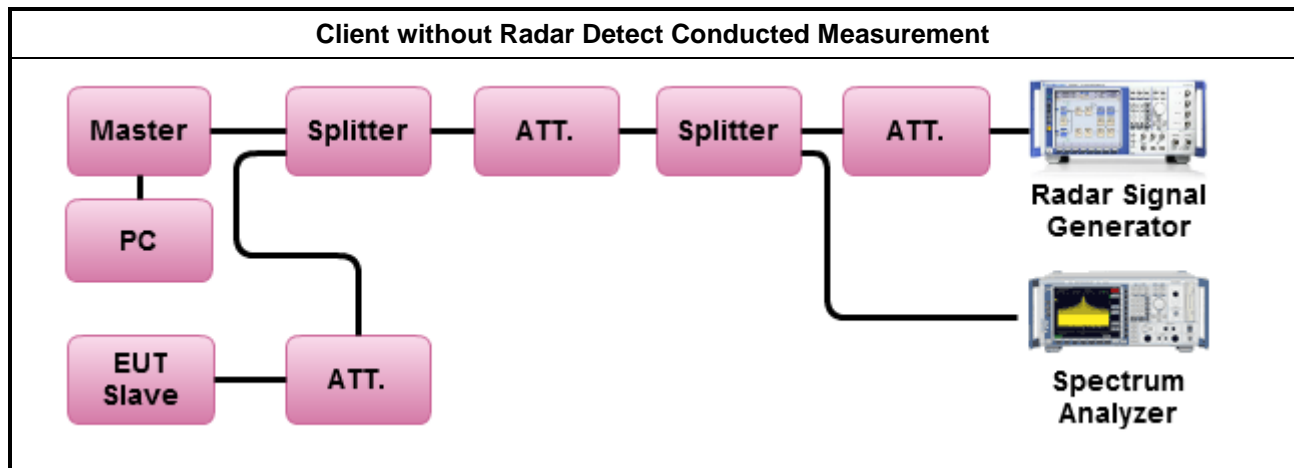 Client without Radar Detect Conducted Measurement
Master
Splitter
ATT.
Splitter
ATT.
Radar Signal
Generator
PC
EUT
Slave
ATT.
Spectrum
Analyzer